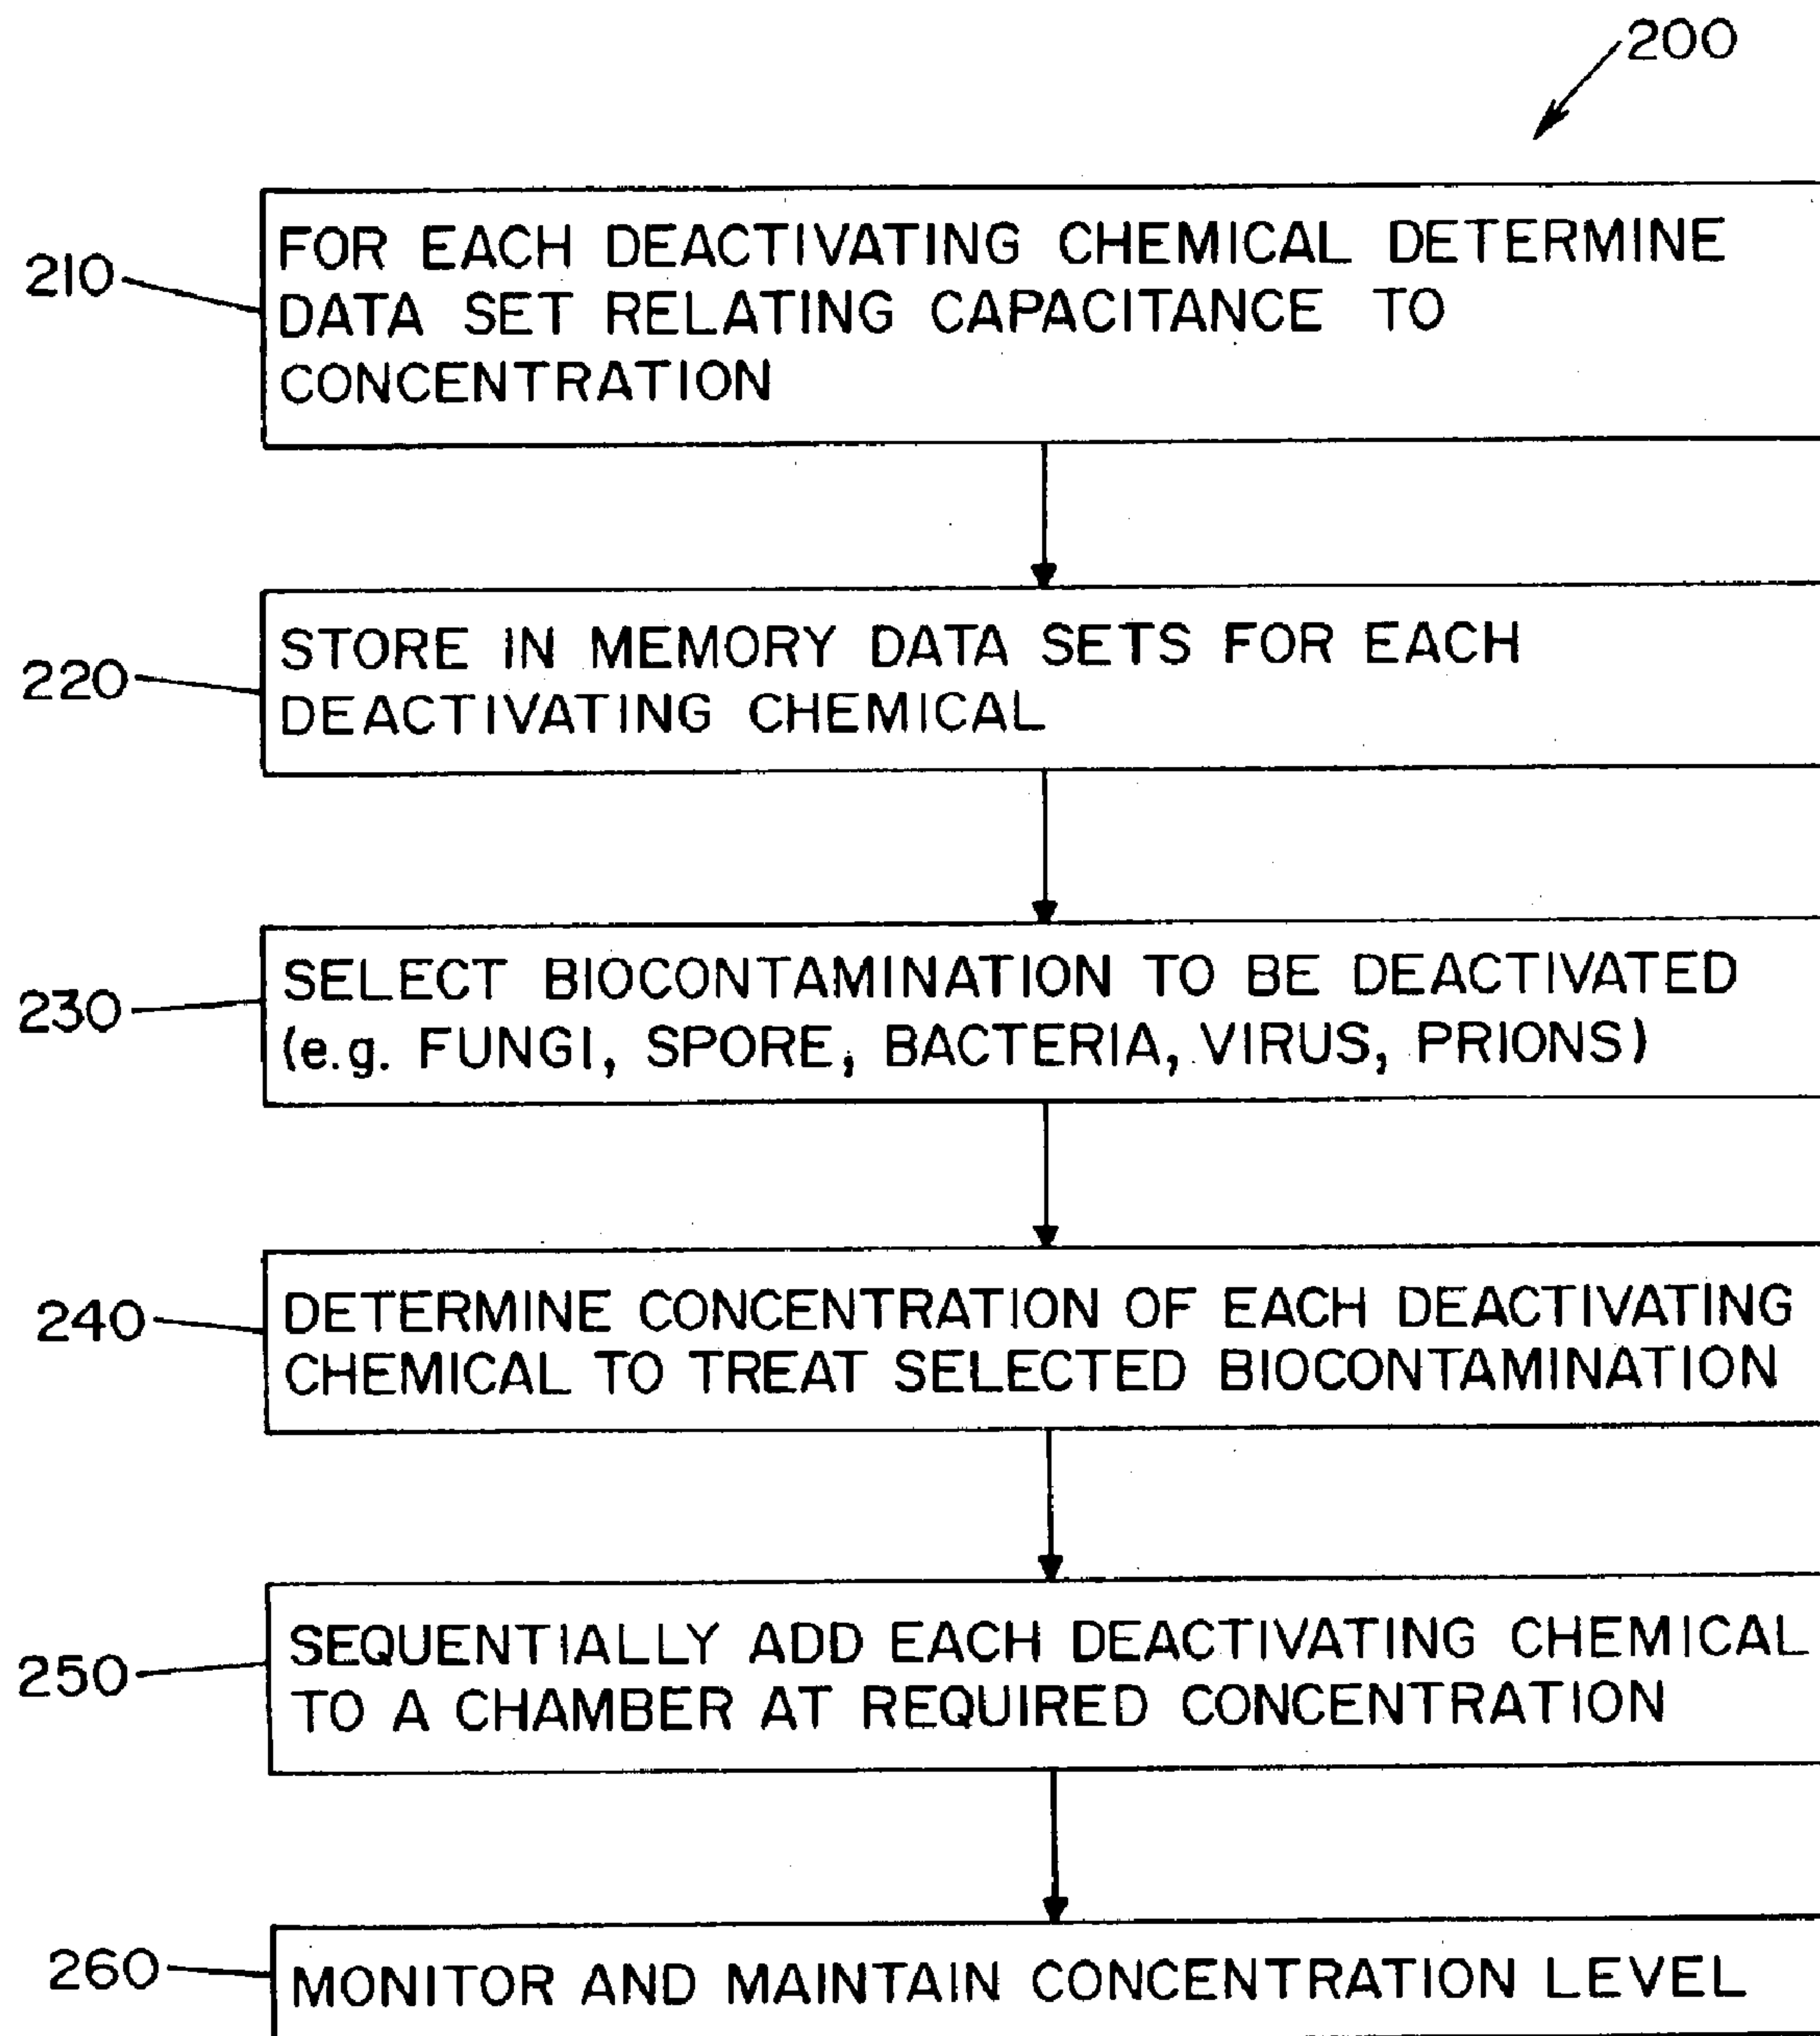 200
210
FOR EACH DEACTIVATING CHEMICAL DETERMINE
DATA SET RELATING CAPACITANCE TO
CONCENTRATION
220
STORE IN MEMORY DATA SETS FOR EACH
DEACTIVATING CHEMICAL
230
SELECT BIOCONTAMINATION TO BE DEACTIVATED
(e.g. FUNGI, SPORE, BACTERIA, VIRUS, PRIONS)
240
DETERMINE CONCENTRATION OF EACH DEACTIVATING
CHEMICAL TO TREAT SELECTED BIOCONTAMINATION
250
SEQUENTIALLY ADD EACH DEACTIVATING CHEMICAL
TO A CHAMBER AT REQUIRED CONCENTRATION
260
MONITOR AND MAINTAIN CONCENTRATION LEVEL